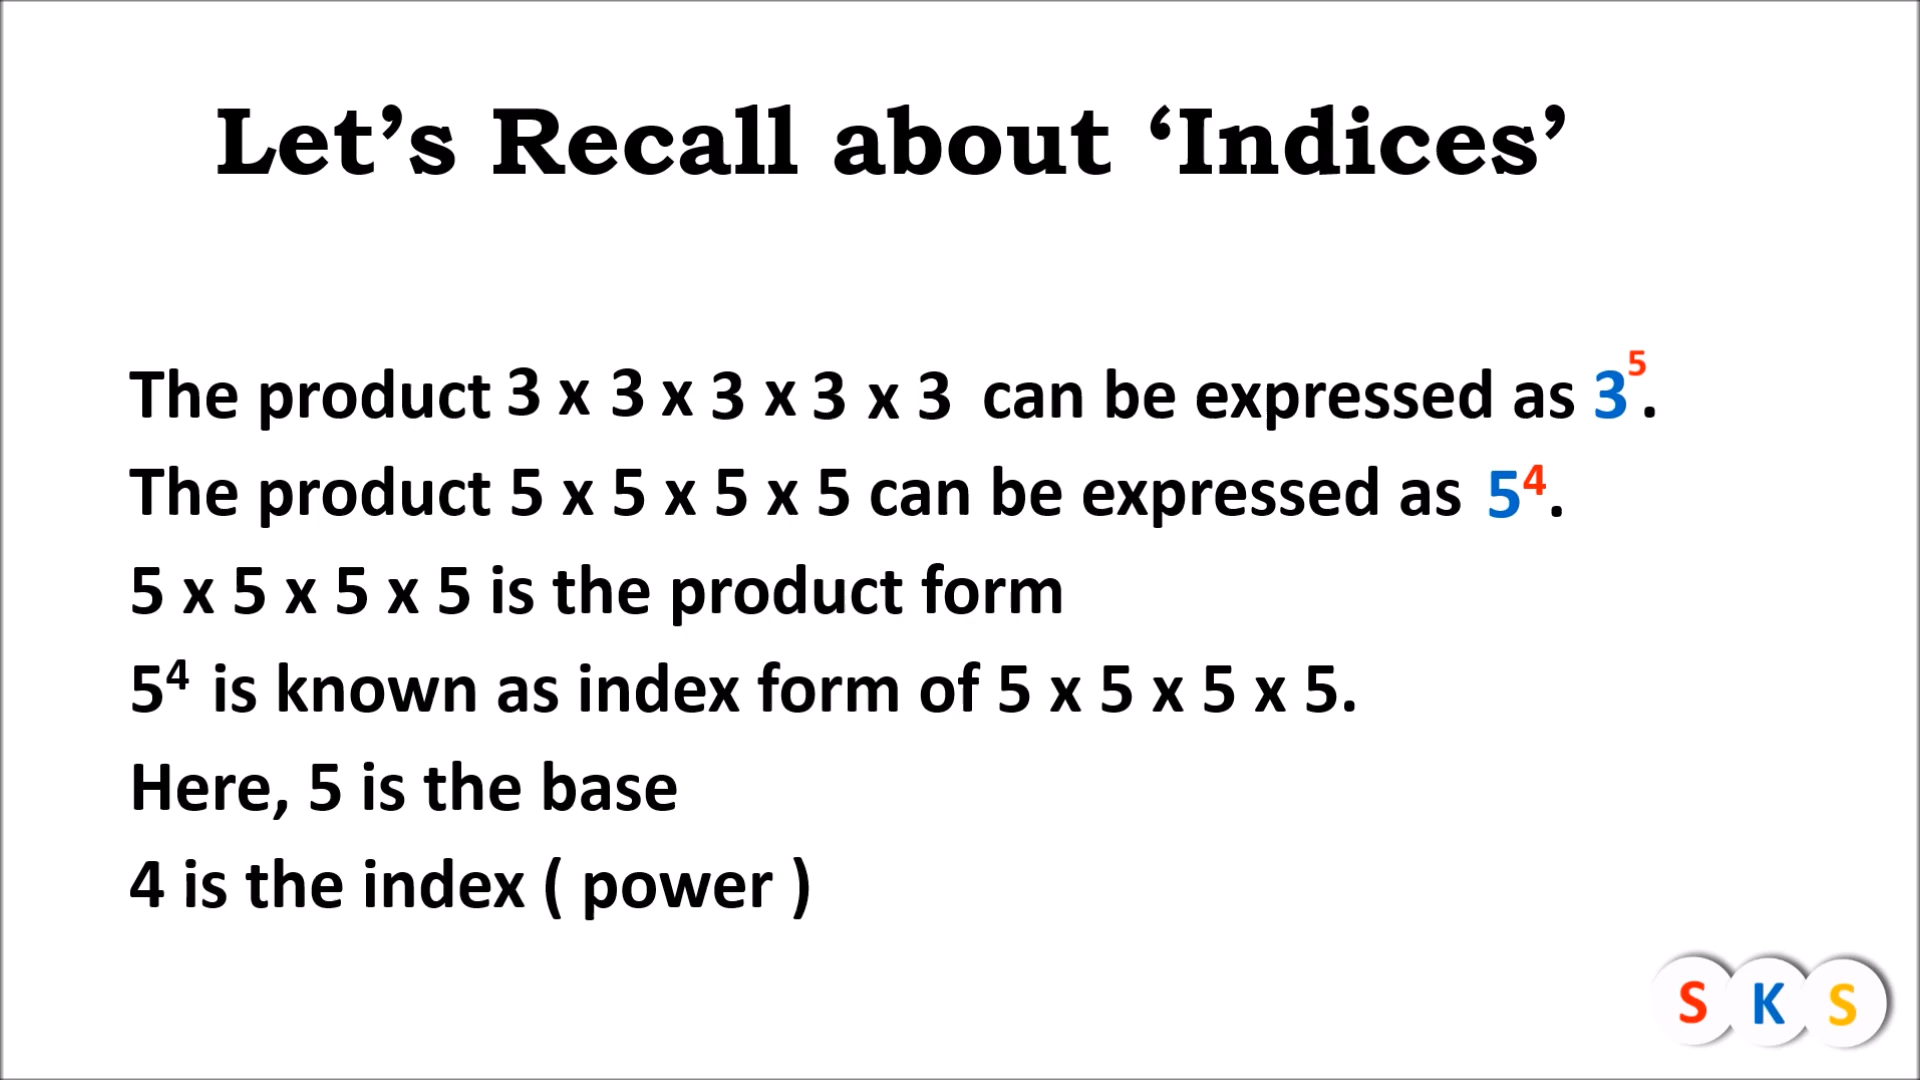 Let’s Recall about ‘Indices’
The product 3 x 3 x 3 x 3 x 3 can be expressed as 3⁵.
The product 5 x 5 x 5 x 5 can be expressed as 5⁴.
5 x 5 x 5 x 5 is the product form
5⁴ is known as index form of 5 x 5 x 5 x 5.
Here, 5 is the base
4 is the index ( power )
S K S